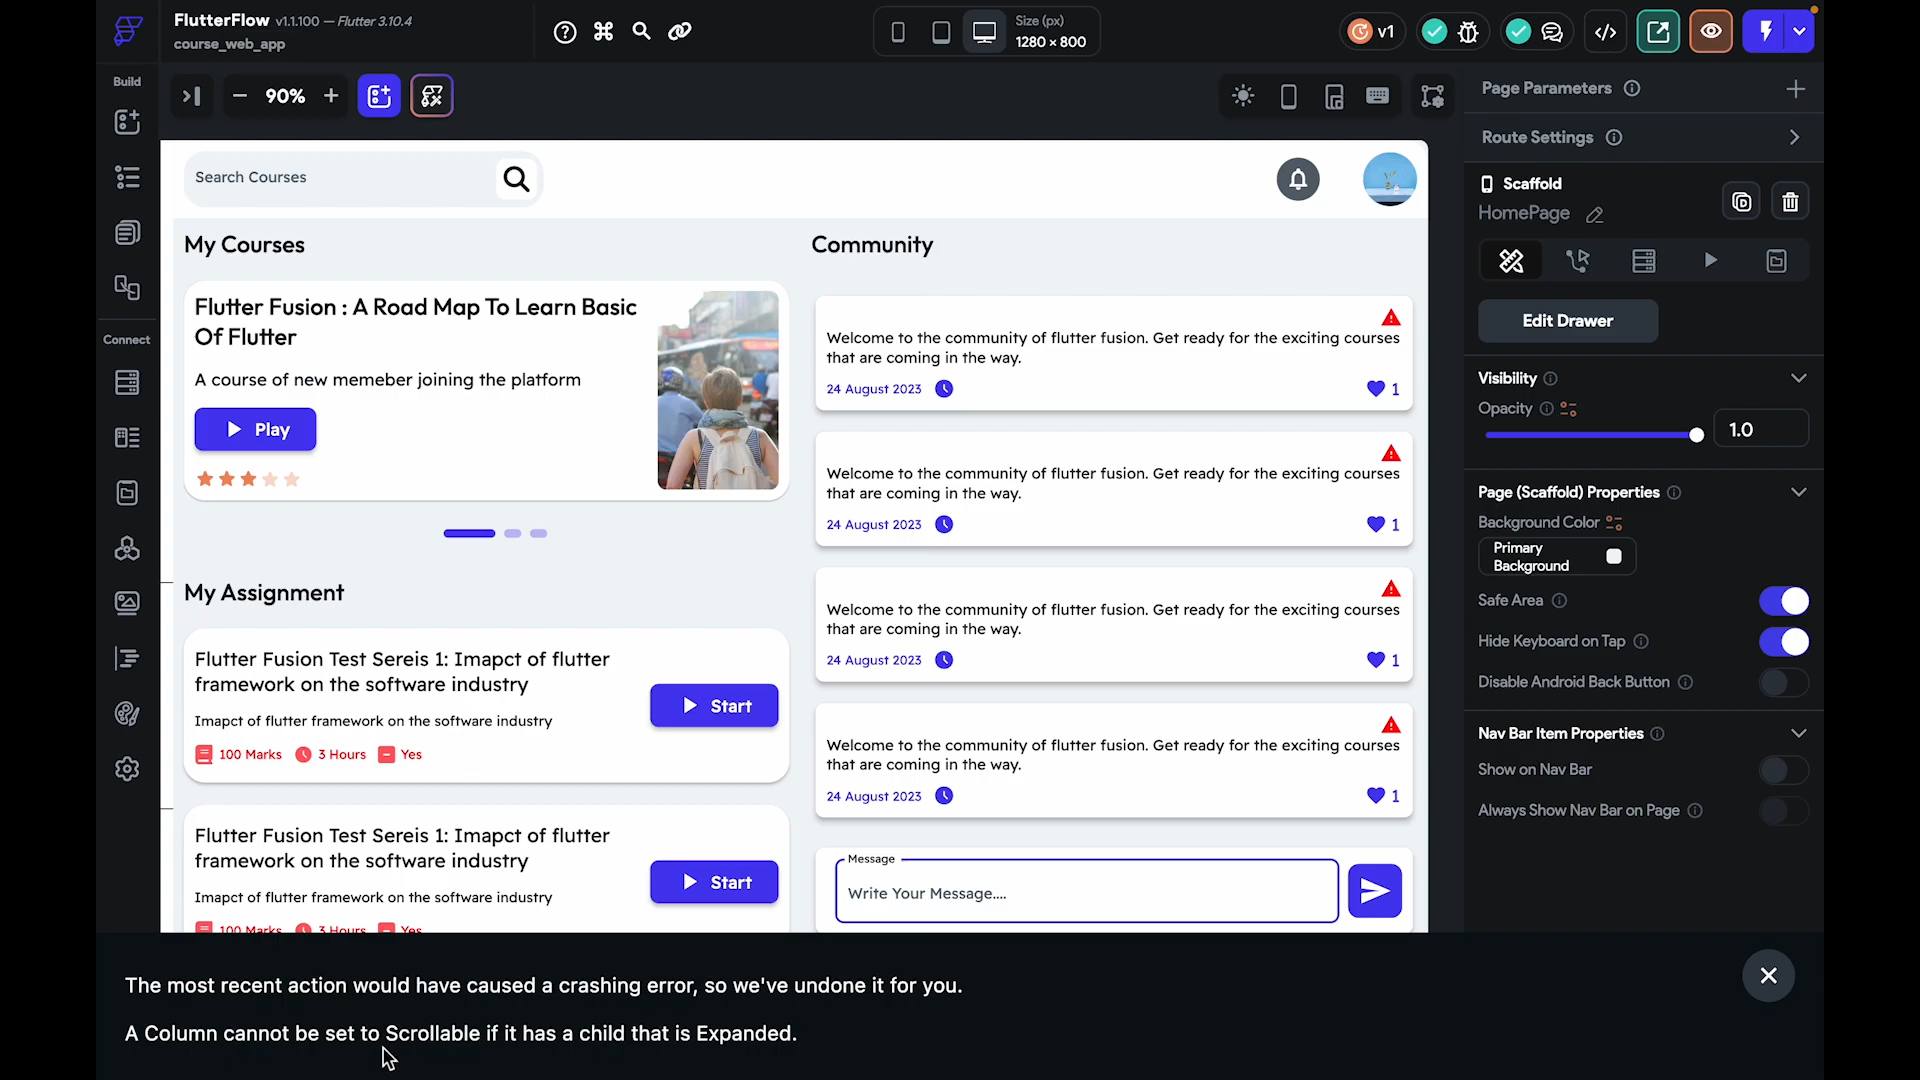 FlutterFlow v1.1.100 — Flutter 3.10.4
course_web_app
Size (px)
1280 × 800
v1
Build
90%
Connect
Search Courses
My Courses
Flutter Fusion : A Road Map To Learn Basic
Of Flutter
A course of new memeber joining the platform
Play
My Assignment
Flutter Fusion Test Sereis 1: Imapct of flutter
framework on the software industry
Imapct of flutter framework on the software industry
100 Marks 3 Hours Yes
Start
Flutter Fusion Test Sereis 1: Imapct of flutter
framework on the software industry
Imapct of flutter framework on the software industry
100 Marks 3 Hours Yes
Start
Community
Welcome to the community of flutter fusion. Get ready for the exciting courses
that are coming in the way.
24 August 2023
1
Welcome to the community of flutter fusion. Get ready for the exciting courses
that are coming in the way.
24 August 2023
1
Welcome to the community of flutter fusion. Get ready for the exciting courses
that are coming in the way.
24 August 2023
1
Welcome to the community of flutter fusion. Get ready for the exciting courses
that are coming in the way.
24 August 2023
1
Message
Write Your Message....
Page Parameters
Route Settings
Scaffold
HomePage
Edit Drawer
Visibility
Opacity
1.0
Page (Scaffold) Properties
Background Color
Primary
Background
Safe Area
Hide Keyboard on Tap
Disable Android Back Button
Nav Bar Item Properties
Show on Nav Bar
Always Show Nav Bar on Page
The most recent action would have caused a crashing error, so we've undone it for you.
A Column cannot be set to Scrollable if it has a child that is Expanded.